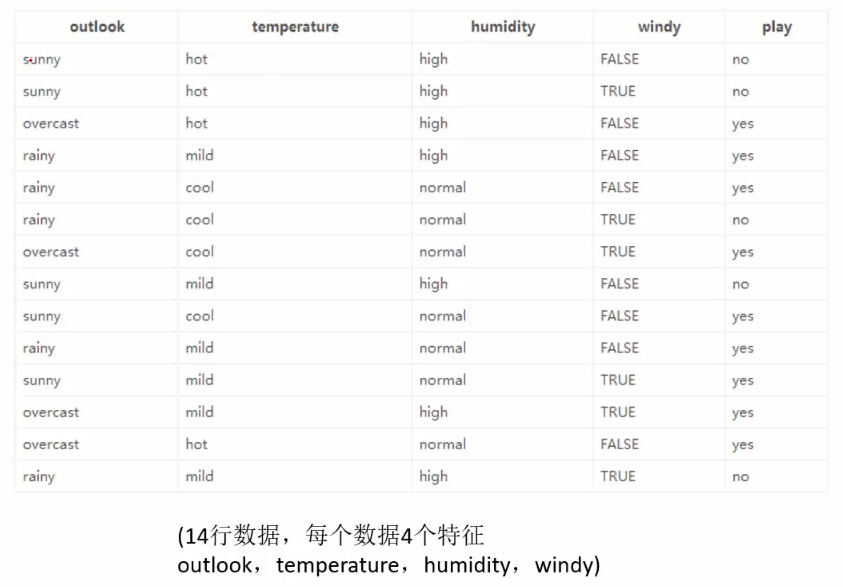 outlook temperature humidity windy play
sunny hot high FALSE no
sunny hot high TRUE no
overcast hot high FALSE yes
rainy mild high FALSE yes
rainy cool normal FALSE yes
rainy cool normal TRUE no
overcast cool normal TRUE yes
sunny mild high FALSE no
sunny cool normal FALSE yes
rainy mild normal FALSE yes
sunny mild normal TRUE yes
overcast mild high TRUE yes
overcast hot normal FALSE yes
rainy mild high TRUE no
(14行数据，每个数据4个特征
outlook，temperature，humidity，windy)